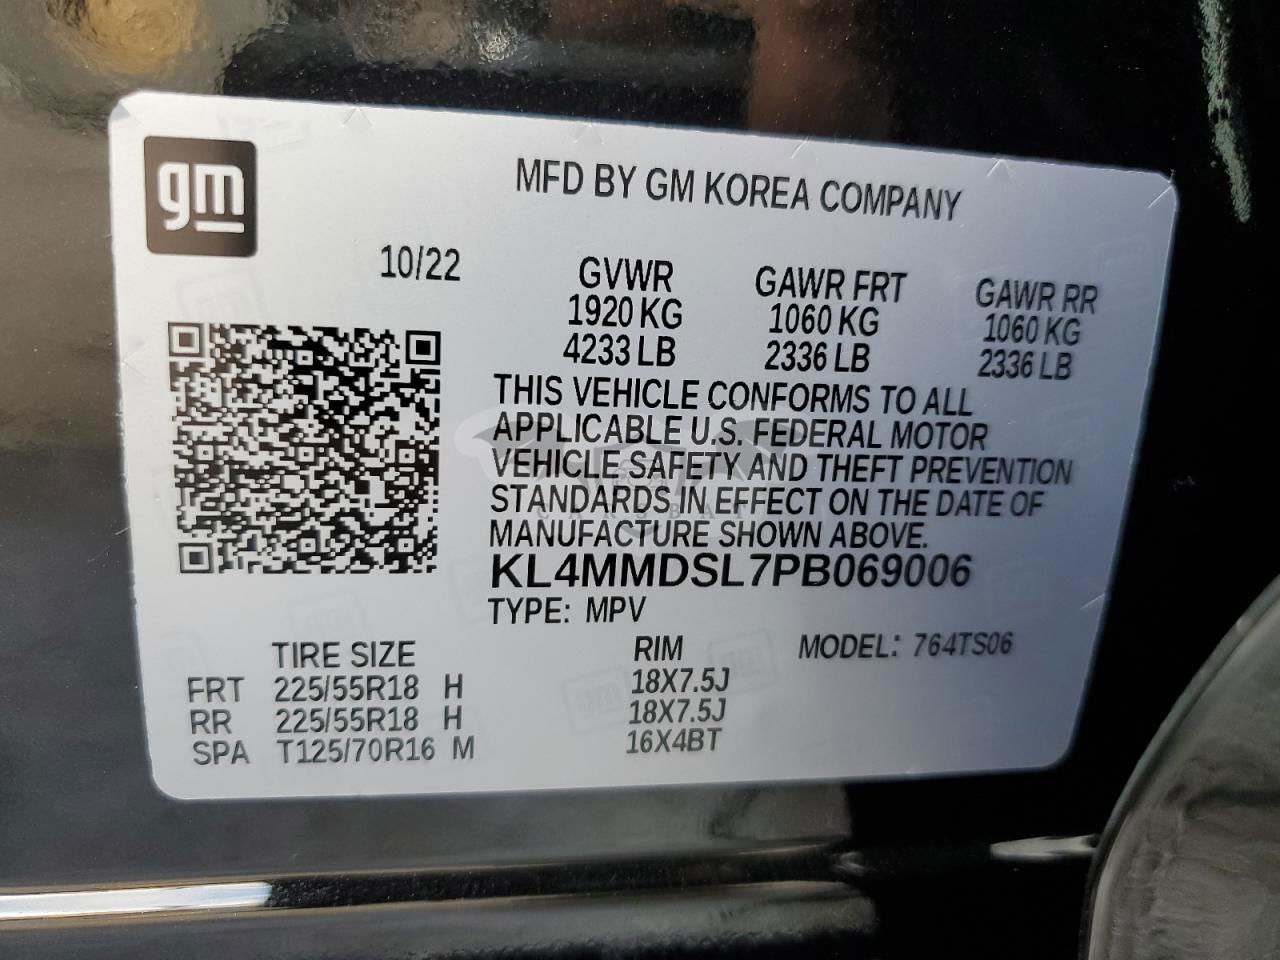 gm
MFD BY GM KOREA COMPANY
10/22
GVWR GAWR FRT GAWR RR
1920 KG 1060 KG 1060 KG
4233 LB 2336 LB 2336 LB
THIS VEHICLE CONFORMS TO ALL
APPLICABLE U.S. FEDERAL MOTOR
VEHICLE SAFETY AND THEFT PREVENTION
STANDARDS IN EFFECT ON THE DATE OF
MANUFACTURE SHOWN ABOVE.
KL4MMDSL7PB069006
TYPE: MPV
TIRE SIZE RIM MODEL: 764TS06
FRT 225/55R18 H 18X7.5J
RR 225/55R18 H 18X7.5J
SPA T125/70R16 M 16X4BT